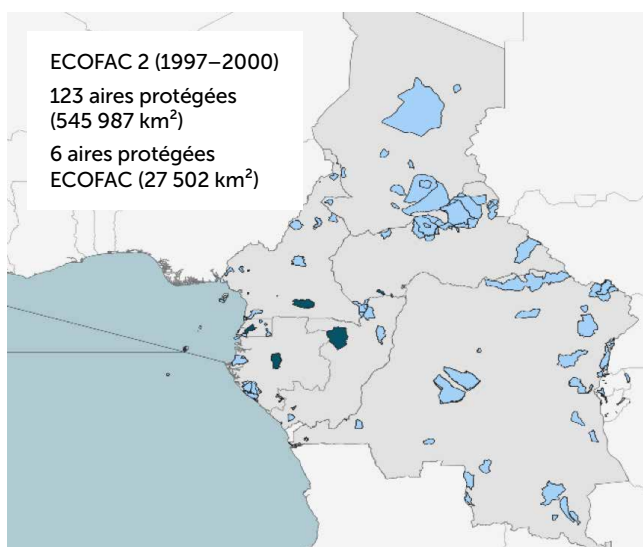 ECOFAC 2 (1997–2000)
123 aires protégées
(545 987 km²)
6 aires protégées
ECOFAC (27 502 km²)